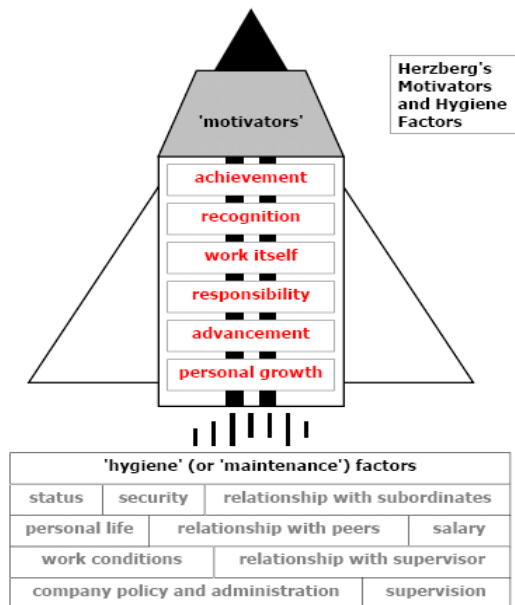 Herzberg's
Motivators
and Hygiene
Factors
'motivators'
achievement
recognition
work itself
responsibility
advancement
personal growth
'hygiene' (or 'maintenance') factors
status security relationship with subordinates
personal life relationship with peers salary
work conditions relationship with supervisor
company policy and administration supervision